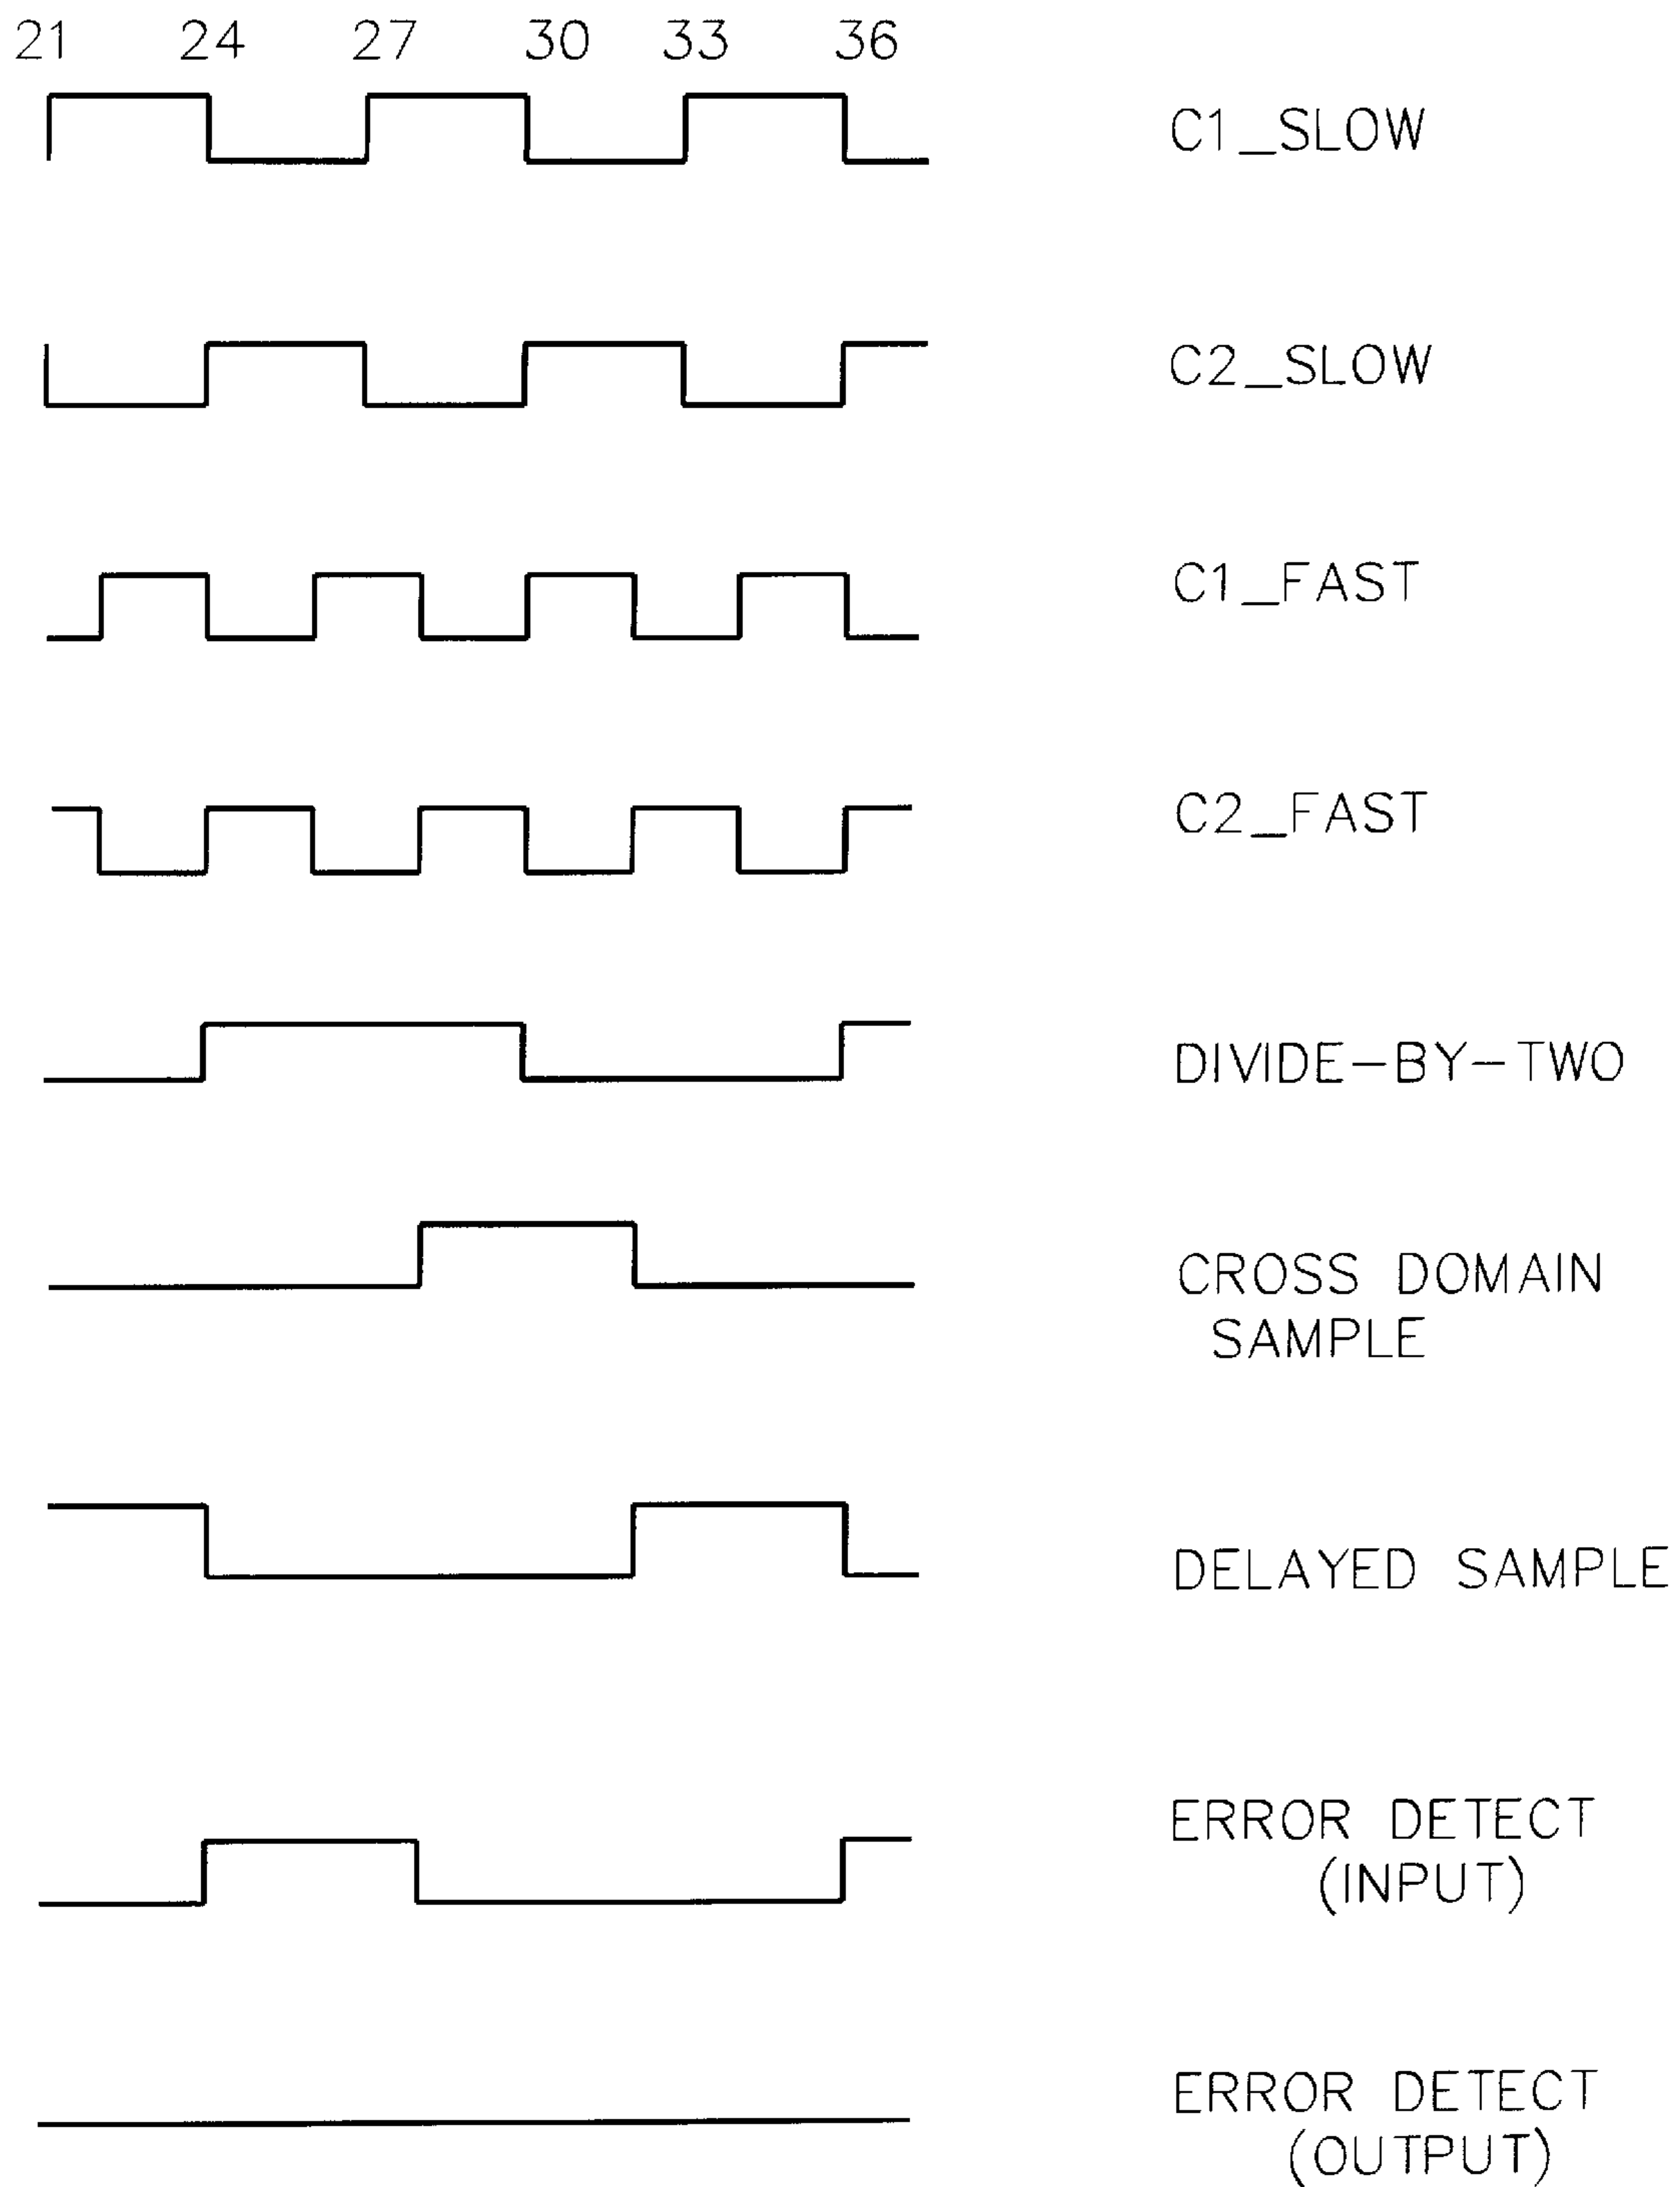 21 24 27 30 33 36
C1_SLOW
C2_SLOW
C1_FAST
C2_FAST
DIVIDE-BY-TWO
CROSS DOMAIN
SAMPLE
DELAYED SAMPLE
ERROR DETECT
(INPUT)
ERROR DETECT
(OUTPUT)